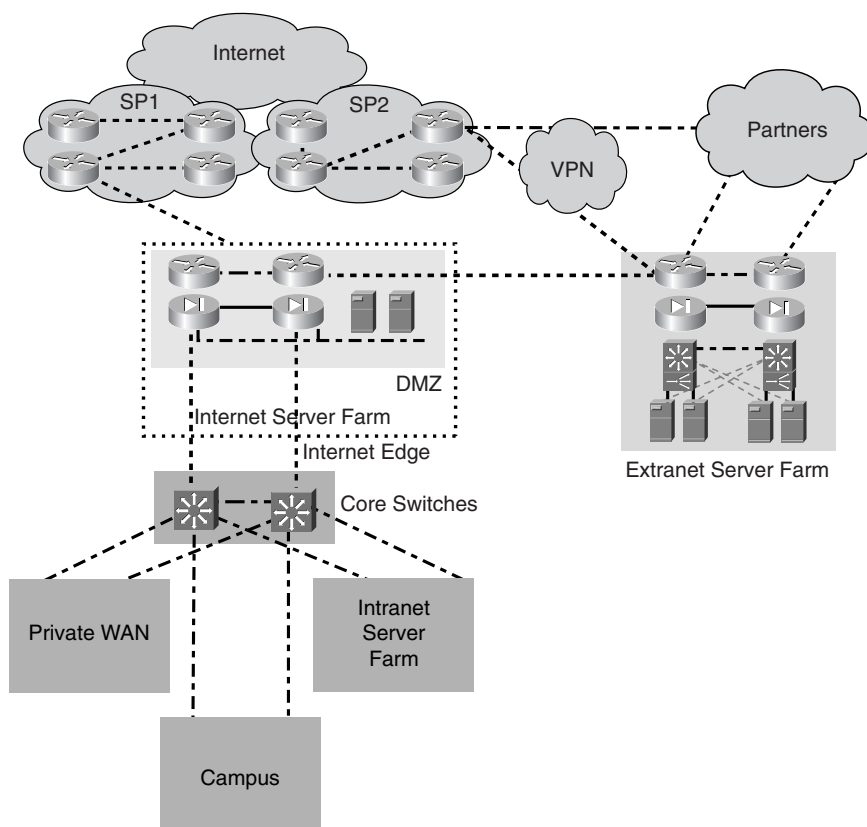 Internet
SP1
SP2
Partners
VPN
DMZ
Internet Server Farm
Internet Edge
Extranet Server Farm
Core Switches
Private WAN
Intranet
Server
Farm
Campus